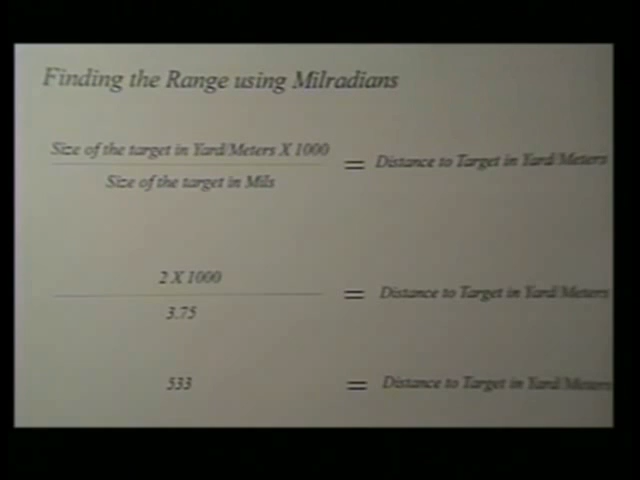 Finding the Range using Milradians
Size of the target in Yard/Meters X 1000
= Distance to Target in Yard/Meters
Size of the target in Mils
2 X 1000
= Distance to Target in Yard/Meters
3.75
533 = Distance to Target in Yard/Meters